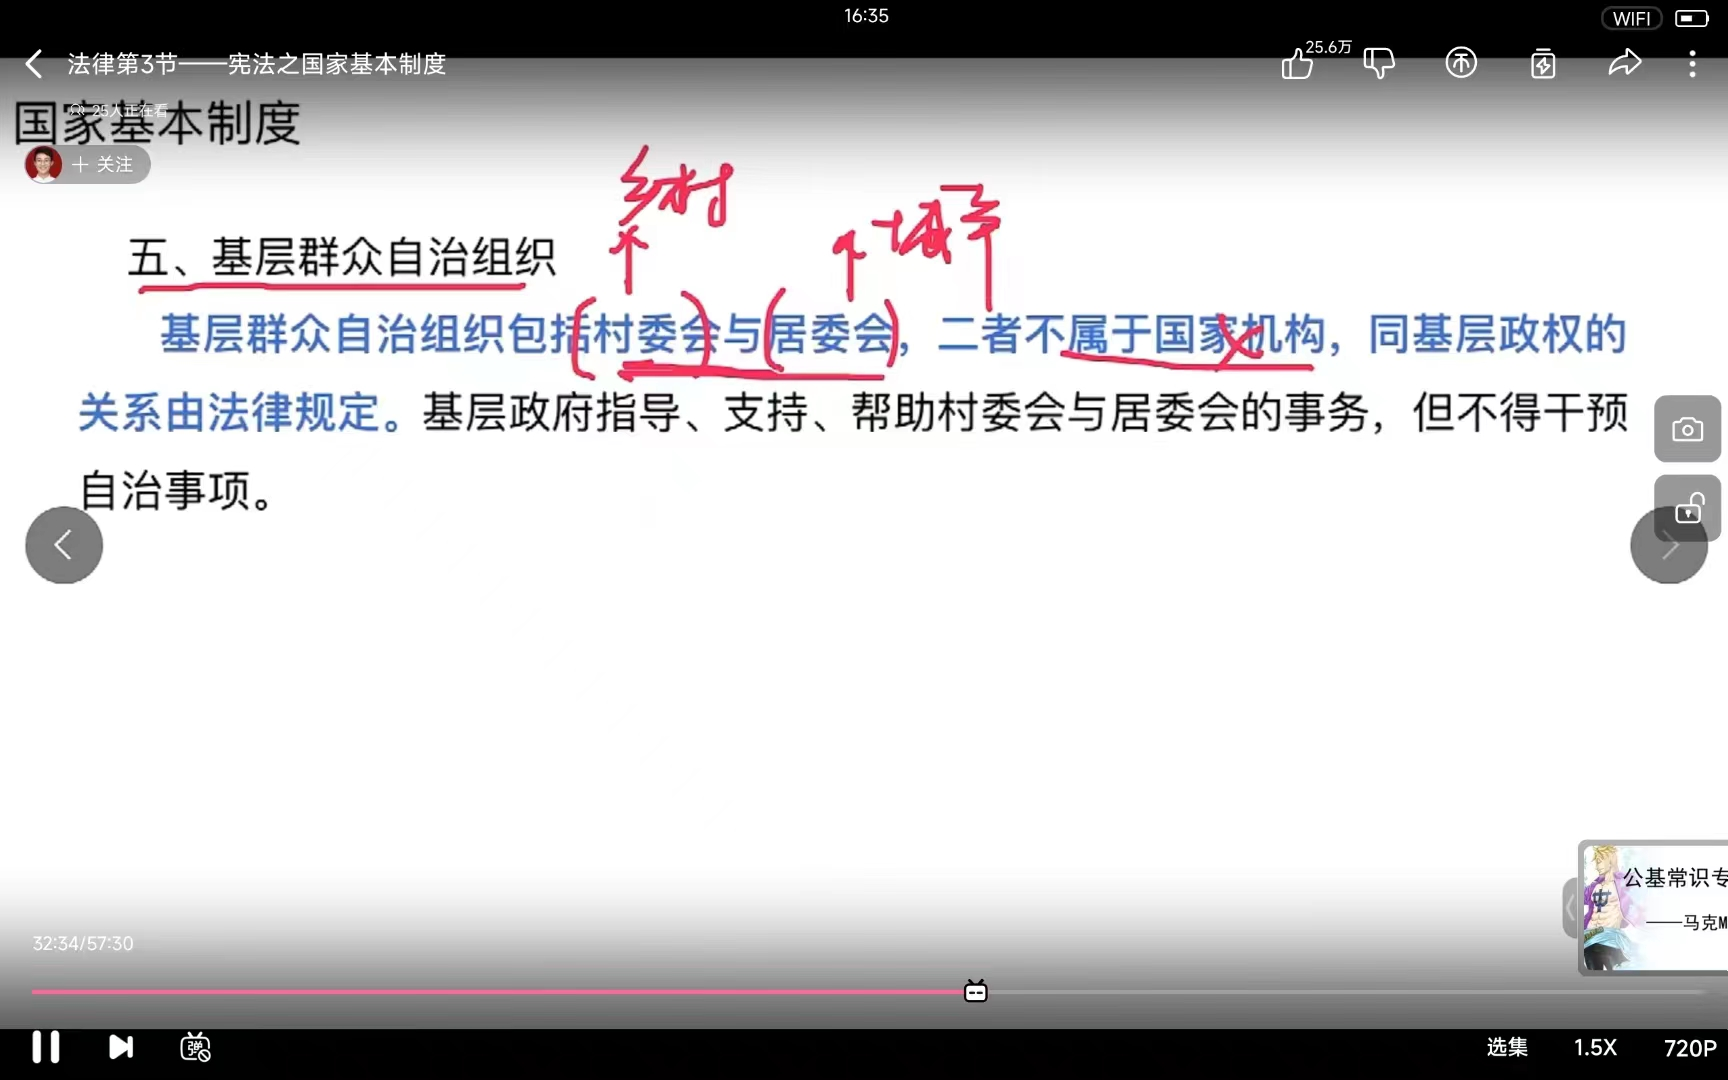 16:35
WIFI
法律第3节——宪法之国家基本制度
25.6万
国家基本制度
25人正在看
+ 关注
乡村
城
五、基层群众自治组织
基层群众自治组织包括村委会与居委会，二者不属于国家机构，同基层政权的
关系由法律规定。基层政府指导、支持、帮助村委会与居委会的事务，但不得干预
自治事项。
公基常识专
——马克M
32:34/57:30
弹
选集
1.5X
720P